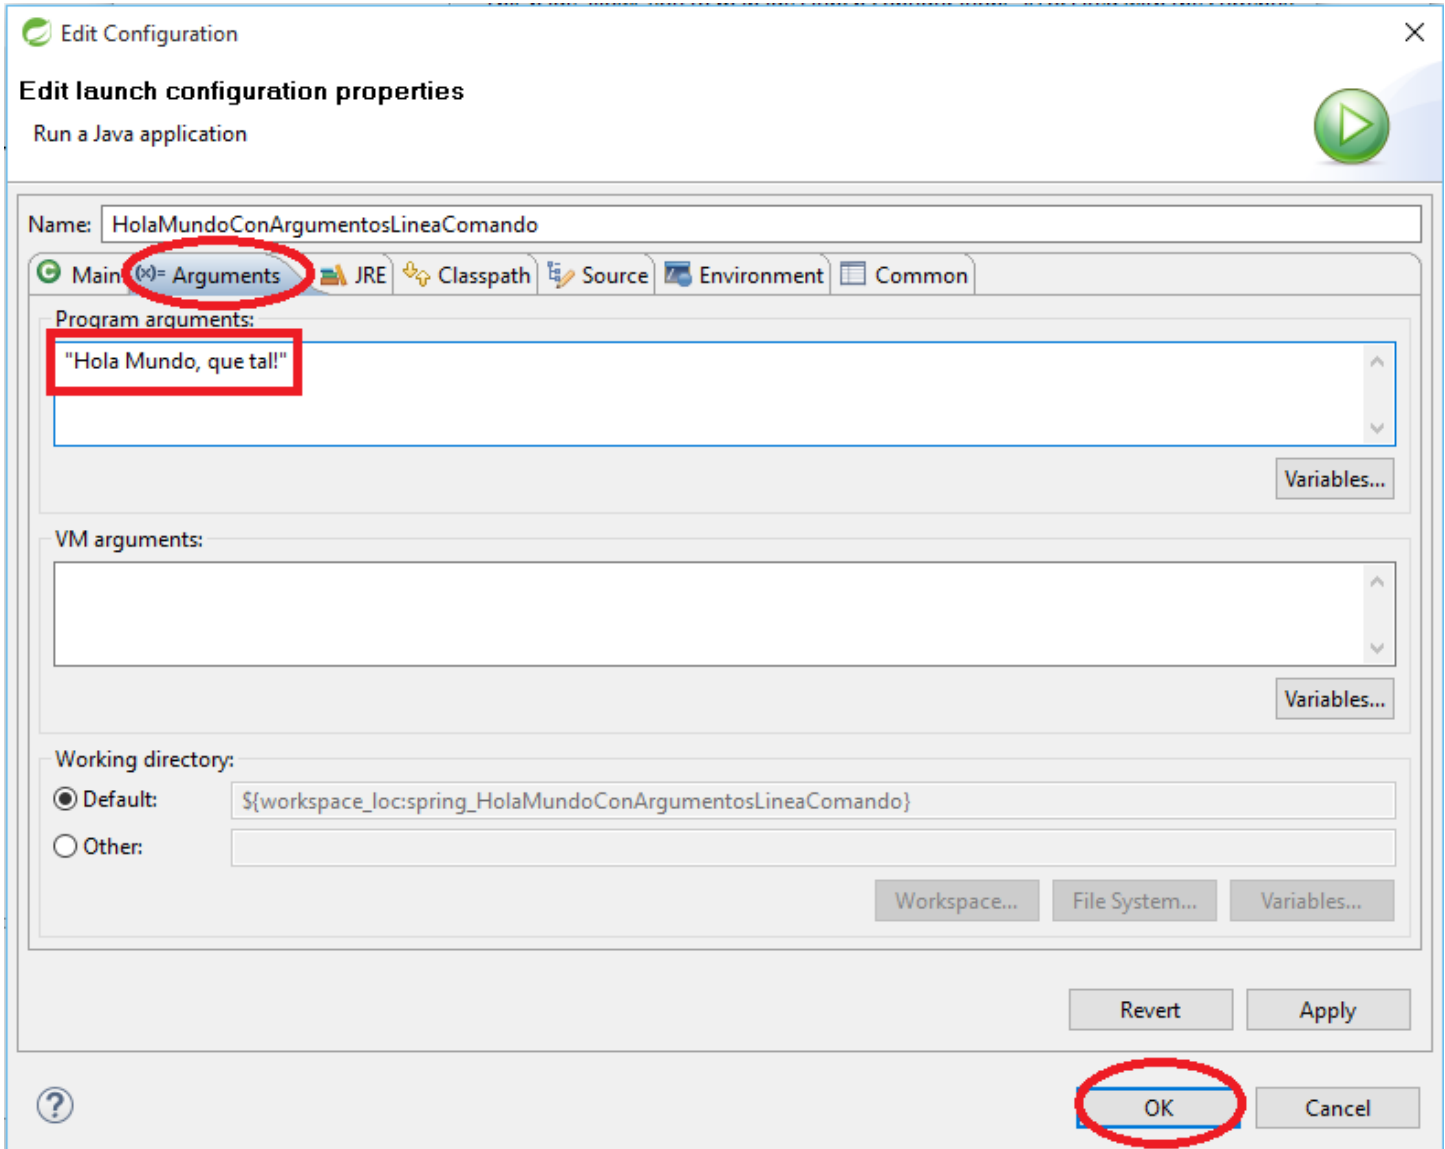 Edit Configuration
Edit launch configuration properties
Run a Java application
Name: HolaMundoConArgumentosLineaComando
Main (x)= Arguments JRE Classpath Source Environment Common
Program arguments:
"Hola Mundo, que tal!"
Variables...
VM arguments:
Variables...
Working directory:
Default: ${workspace_loc:spring_HolaMundoConArgumentosLineaComando}
Other:
Workspace... File System... Variables...
Revert Apply
OK Cancel